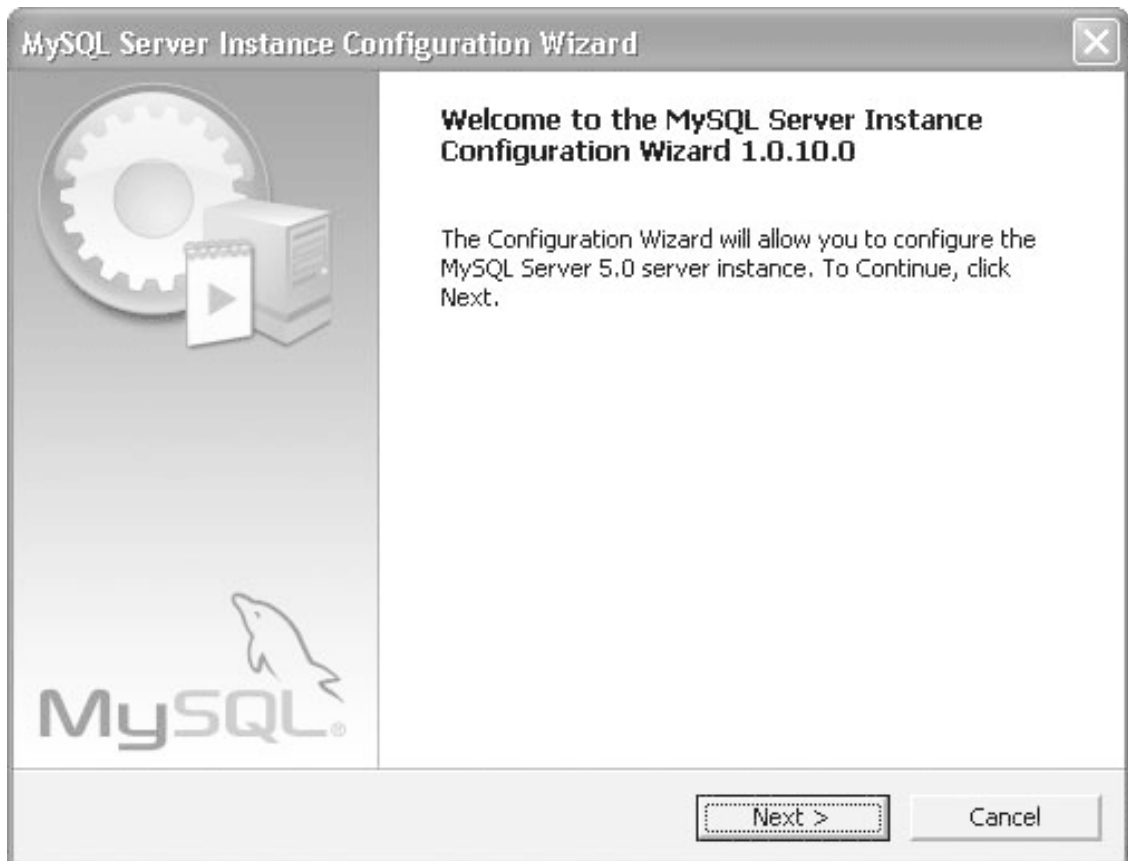 MySQL Server Instance Configuration Wizard
Welcome to the MySQL Server Instance
Configuration Wizard 1.0.10.0
The Configuration Wizard will allow you to configure the
MySQL Server 5.0 server instance. To Continue, click
Next.
MySQL®
Next >
Cancel